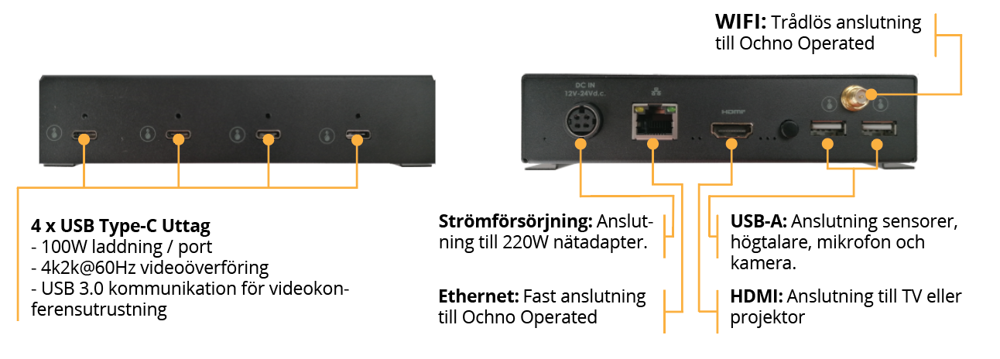 WIFI: Trådlös anslutning
till Ochno Operated
DC IN
12V-24Vd.c.
HDMI
4 x USB Type-C Uttag
- 100W laddning / port
- 4k2k@60Hz videoöverföring
- USB 3.0 kommunikation för videokon-
ferensutrustning
Strömförsörjning: Anslut-
ning till 220W nätadapter.
Ethernet: Fast anslutning
till Ochno Operated
USB-A: Anslutning sensorer,
högtalare, mikrofon och
kamera.
HDMI: Anslutning till TV eller
projektor